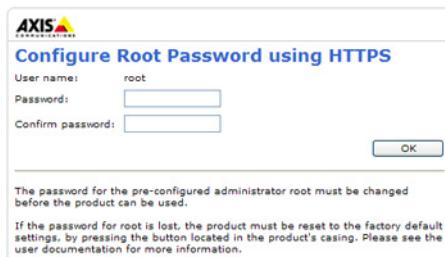 AXIS
COMMUNICATIONS
Configure Root Password using HTTPS
User name: root
Password:
Confirm password:
OK
The password for the pre-configured administrator root must be changed
before the product can be used.
If the password for root is lost, the product must be reset to the factory default
settings, by pressing the button located in the product's casing. Please see the
user documentation for more information.